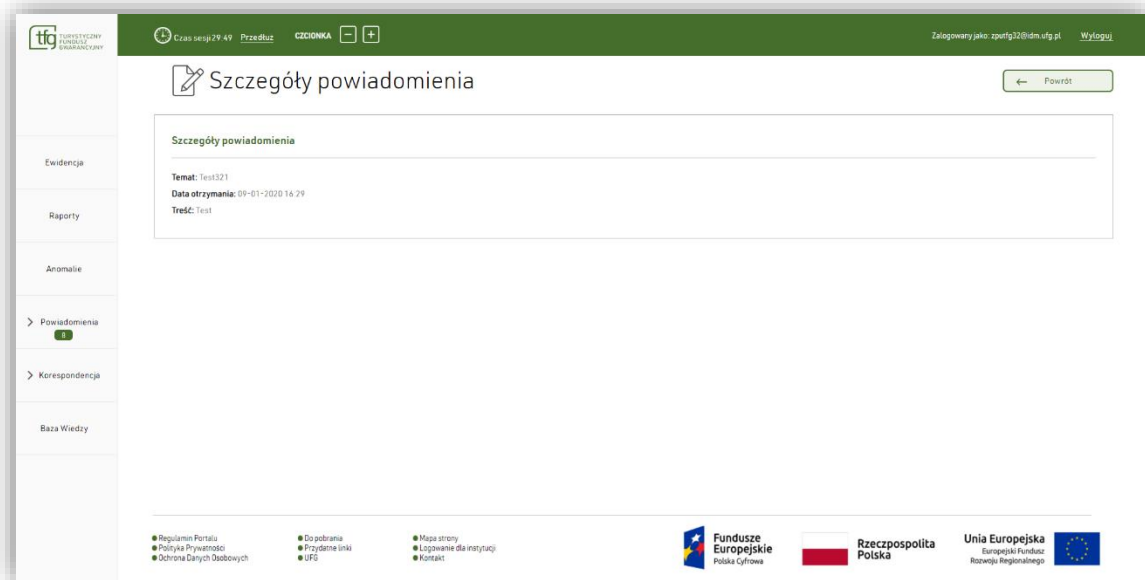 tfg TURYSTYCZNY
FUNDUSZ
GWARANCYJNY
Czas sesji 29:49 Przedłuż CZCIONKA − +
Zalogowany jako: zputfg32@idm.ufg.pl Wyloguj
Szczegóły powiadomienia
← Powrót
Szczegóły powiadomienia
Temat: Test321
Data otrzymania: 09-01-2020 16:29
Treść: Test
Ewidencja
Raporty
Anomalie
Powiadomienia
8
Korespondencja
Baza Wiedzy
Regulamin Portalu
Polityka Prywatności
Ochrona Danych Osobowych
Do pobrania
Przydatne linki
UFG
Mapa strony
Logowanie dla instytucji
Kontakt
Fundusze
Europejskie
Polska Cyfrowa
Rzeczpospolita
Polska
Unia Europejska
Europejski Fundusz
Rozwoju Regionalnego